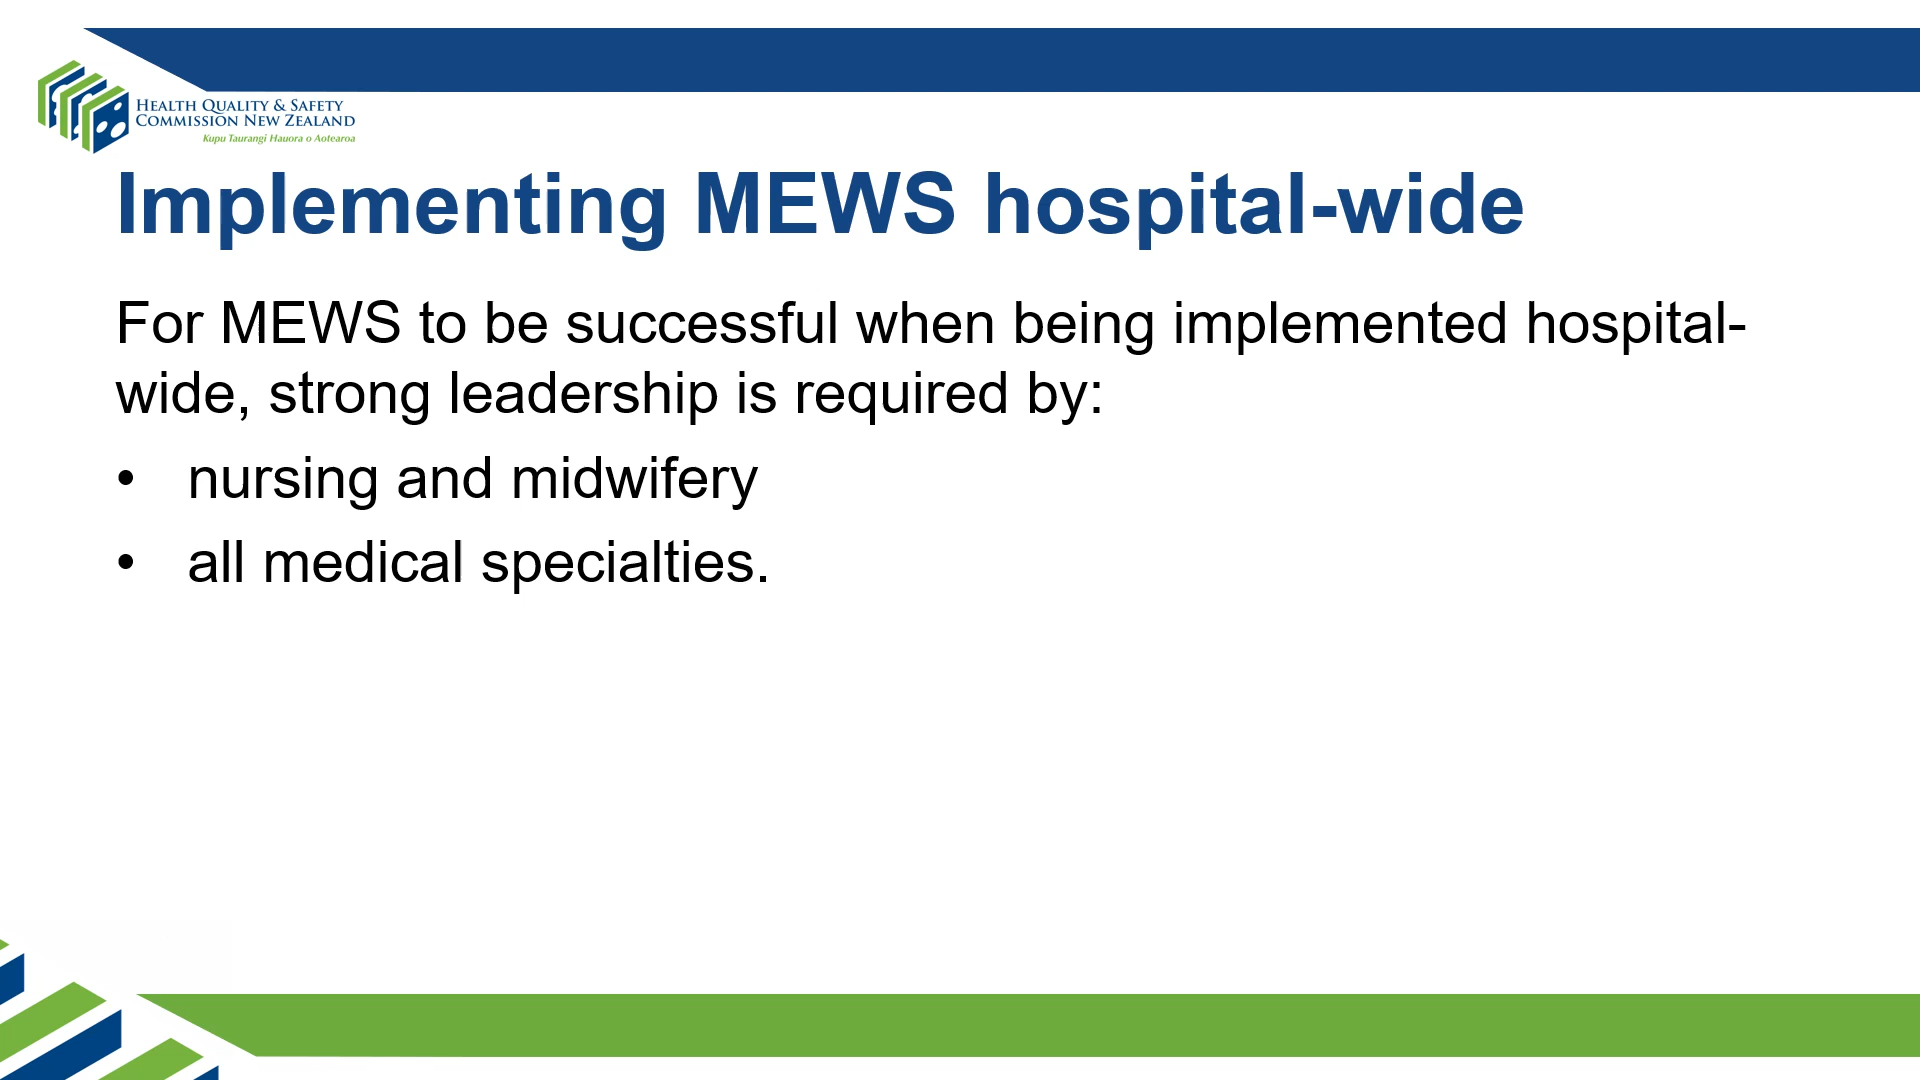 HEALTH QUALITY & SAFETY
COMMISSION NEW ZEALAND
Kupu Taurangi Hauora o Aotearoa
Implementing MEWS hospital-wide
For MEWS to be successful when being implemented hospital-
wide, strong leadership is required by:
• nursing and midwifery
• all medical specialties.